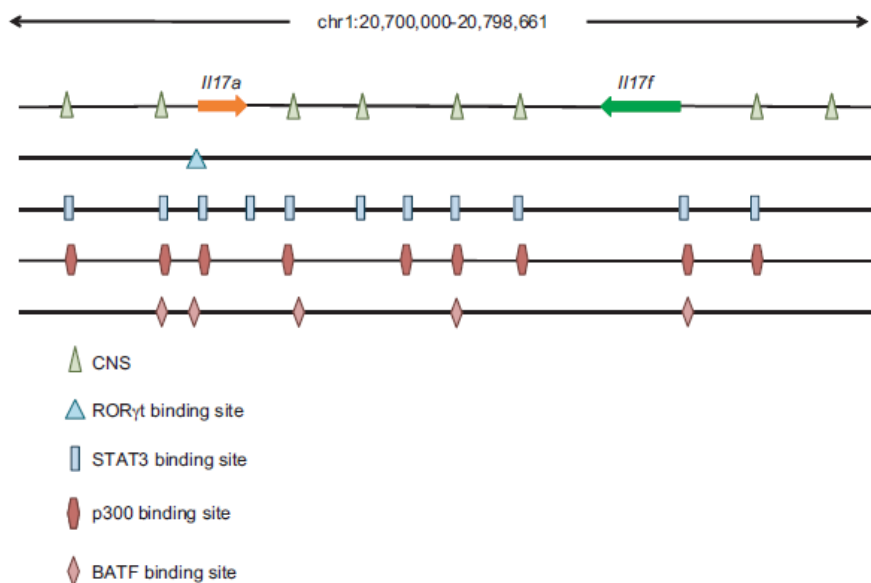 chr1:20,700,000-20,798,661
Il17a
Il17f
CNS
RORγt binding site
STAT3 binding site
p300 binding site
BATF binding site